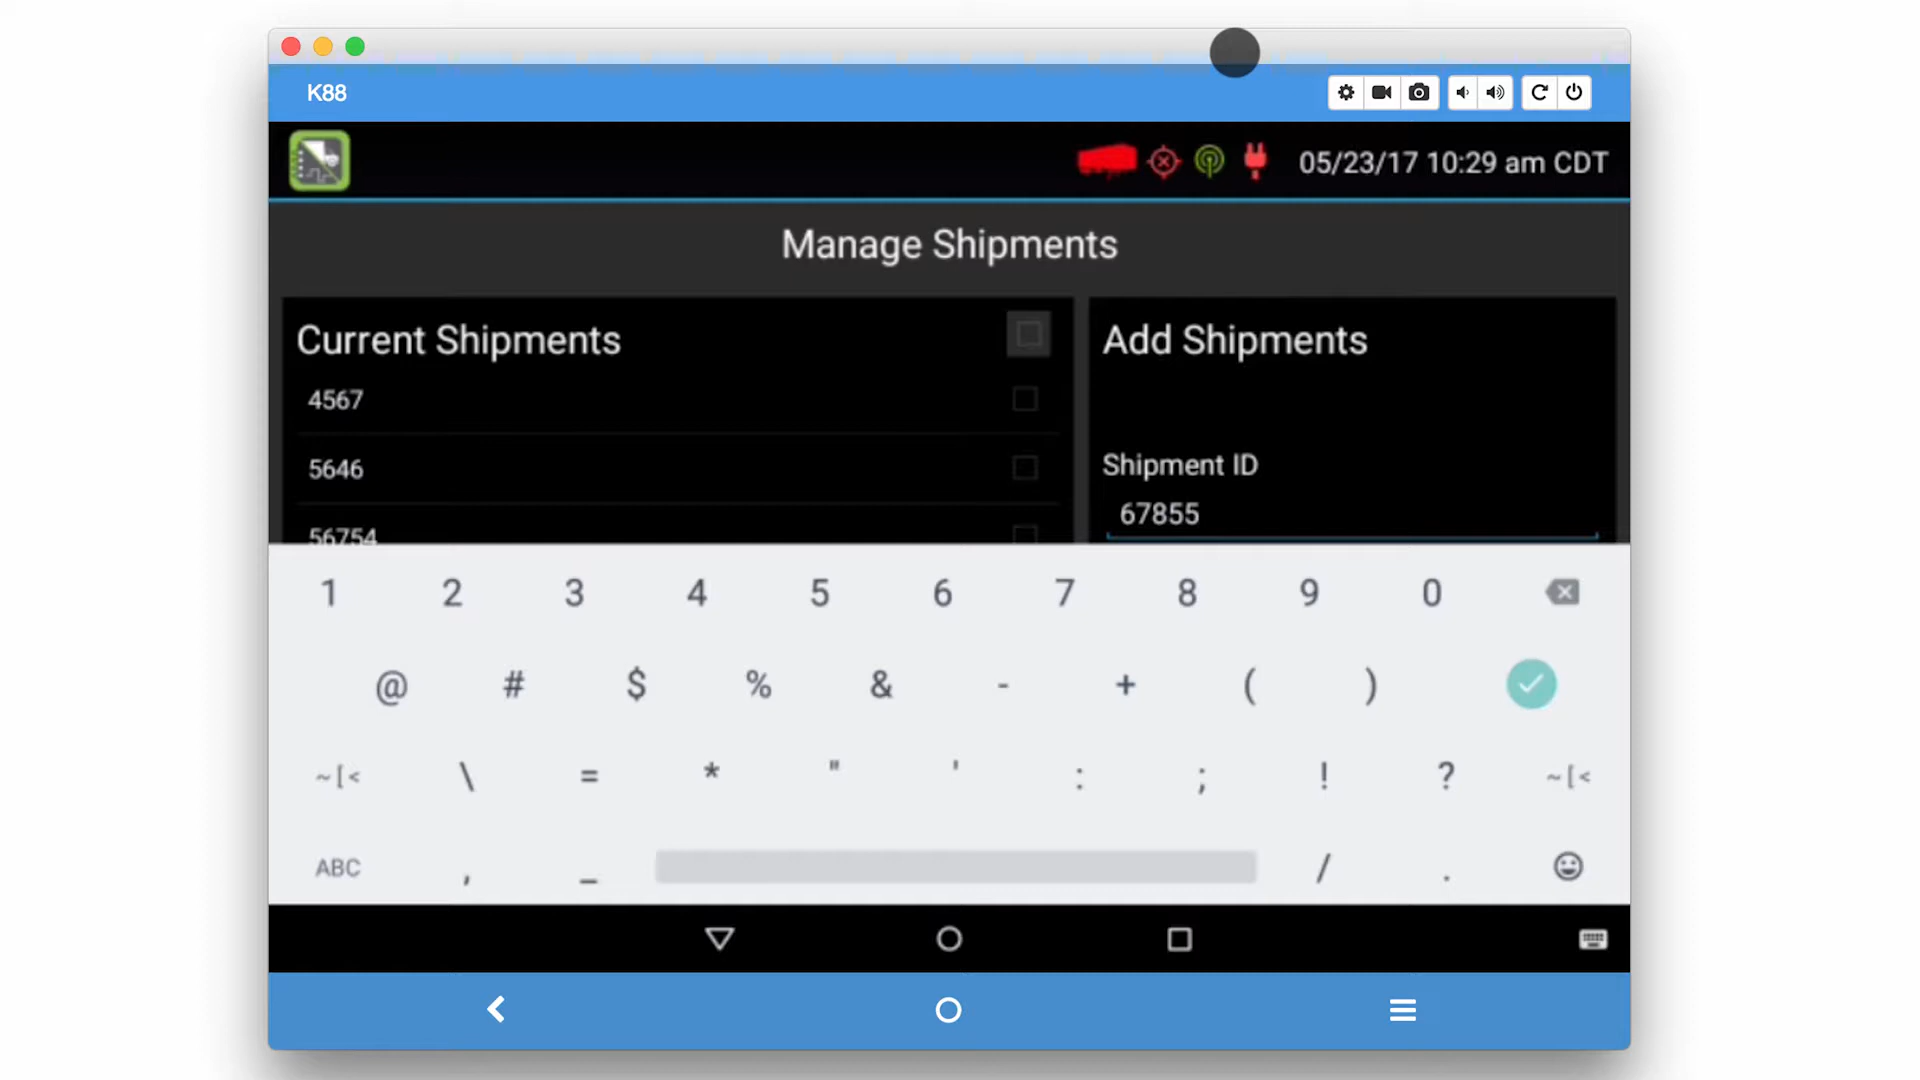 K88
05/23/17 10:29 am CDT
Manage Shipments
Current Shipments
4567
5646
56754
Add Shipments
Shipment ID
67855
1 2 3 4 5 6 7 8 9 0
@ # $ % & - + ( )
~[< \ = * " ' : ; ! ? ~[<
ABC , _ / .